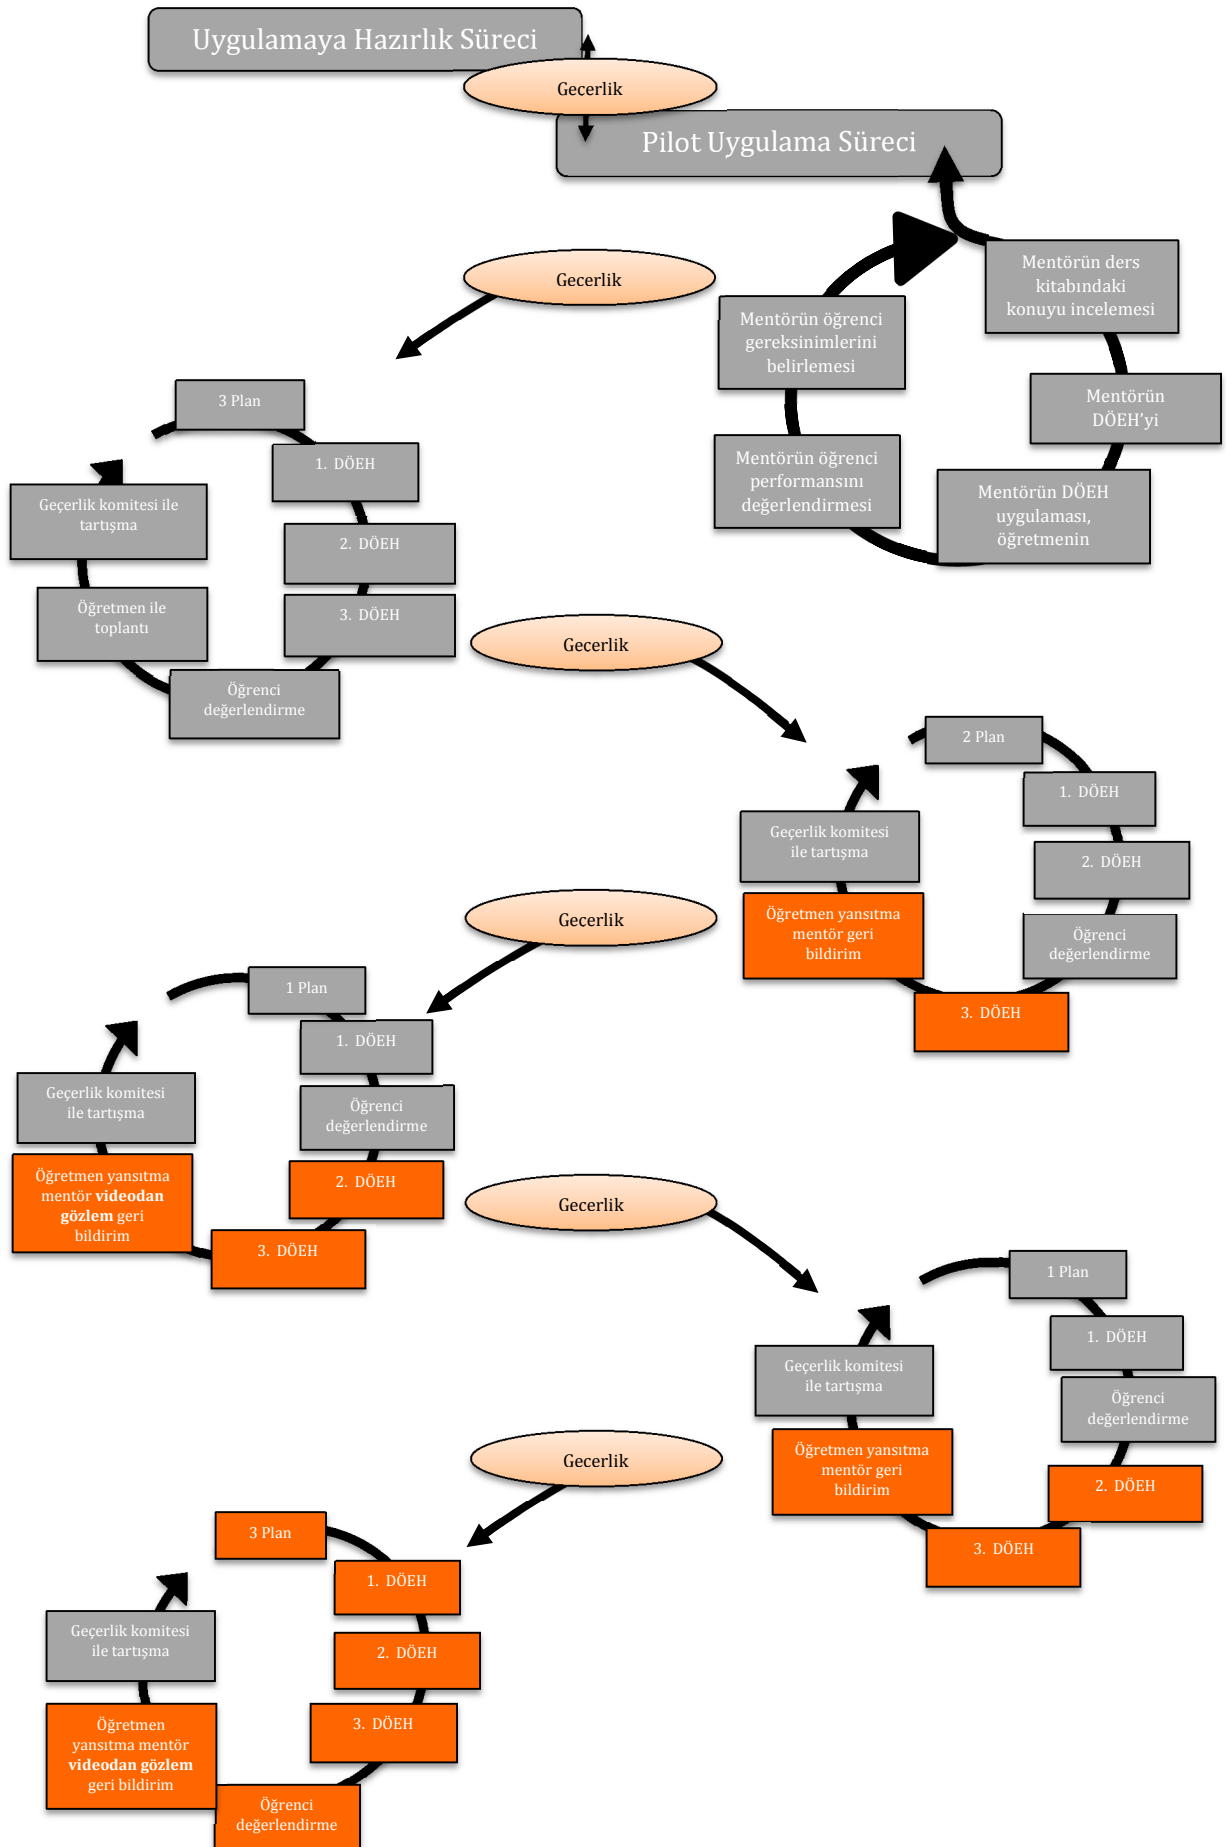 Uygulamaya Hazırlık Süreci
Gecerlik
Pilot Uygulama Süreci
Gecerlik
Mentörün ders
kitabındaki
konuyu incelemesi
Mentörün
DÖEH’yi
Mentörün DÖEH
uygulaması,
öğretmenin
Mentörün öğrenci
performansını
değerlendirmesi
Mentörün öğrenci
gereksinimlerini
belirlemesi
3 Plan
1. DÖEH
2. DÖEH
3. DÖEH
Öğrenci
değerlendirme
Öğretmen ile
toplantı
Geçerlik komitesi ile
tartışma
Gecerlik
2 Plan
1. DÖEH
2. DÖEH
Öğrenci
değerlendirme
3. DÖEH
Öğretmen yansıtma
mentör geri
bildirim
Geçerlik komitesi
ile tartışma
Gecerlik
1 Plan
1. DÖEH
Öğrenci
değerlendirme
2. DÖEH
3. DÖEH
Öğretmen yansıtma
mentör videodan
gözlem geri
bildirim
Geçerlik komitesi
ile tartışma
Gecerlik
1 Plan
1. DÖEH
Öğrenci
değerlendirme
2. DÖEH
3. DÖEH
Öğretmen yansıtma
mentör geri
bildirim
Geçerlik komitesi
ile tartışma
Gecerlik
3 Plan
1. DÖEH
2. DÖEH
3. DÖEH
Öğrenci
değerlendirme
Öğretmen
yansıtma mentör
videodan gözlem
geri bildirim
Geçerlik komitesi
ile tartışma